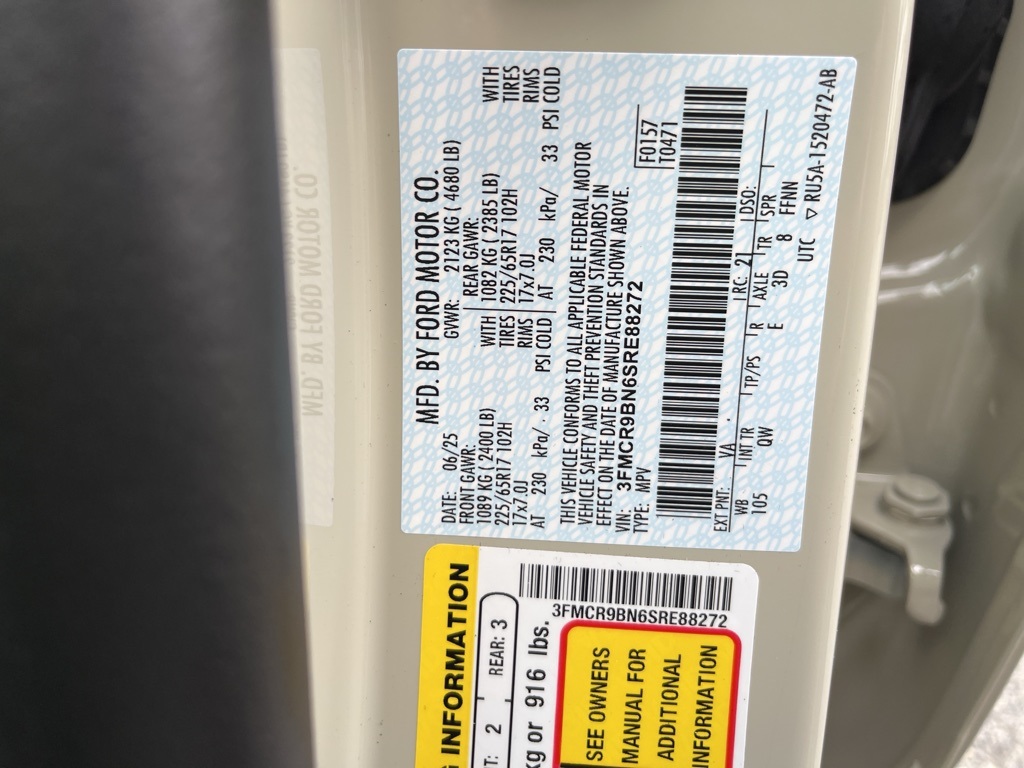 MFD. BY FORD MOTOR CO.
DATE: 06/25
GVWR: 2123 KG ( 4680 LB)
FRONT GAWR:
REAR GAWR:
1089 KG ( 2400 LB)
WITH
1082 KG ( 2385 LB)
WITH
225/65R17 102H
TIRES
225/65R17 102H
TIRES
17x7.0J
RIMS
17x7.0J
RIMS
AT 230 kPa/ 33 PSI COLD
AT 230 kPa/ 33 PSI COLD
THIS VEHICLE CONFORMS TO ALL APPLICABLE FEDERAL MOTOR
VEHICLE SAFETY AND THEFT PREVENTION STANDARDS IN
EFFECT ON THE DATE OF MANUFACTURE SHOWN ABOVE.
VIN: 3FMCR9BN6SRE88272
TYPE: MPV
F0157
T0471
EXT PNT: VA
RC: 21
DSO:
WB
INT TR
TP/PS
R
AXLE
TR
SPR
105
QW
E
3D
8
FFNN
UTC ▽ RU5A-1520472-AB
INFORMATION
2
REAR: 3
kg or 916 lbs.
3FMCR9BN6SRE88272
SEE OWNERS
MANUAL FOR
ADDITIONAL
INFORMATION
MFD. BY FORD MOTOR CO.